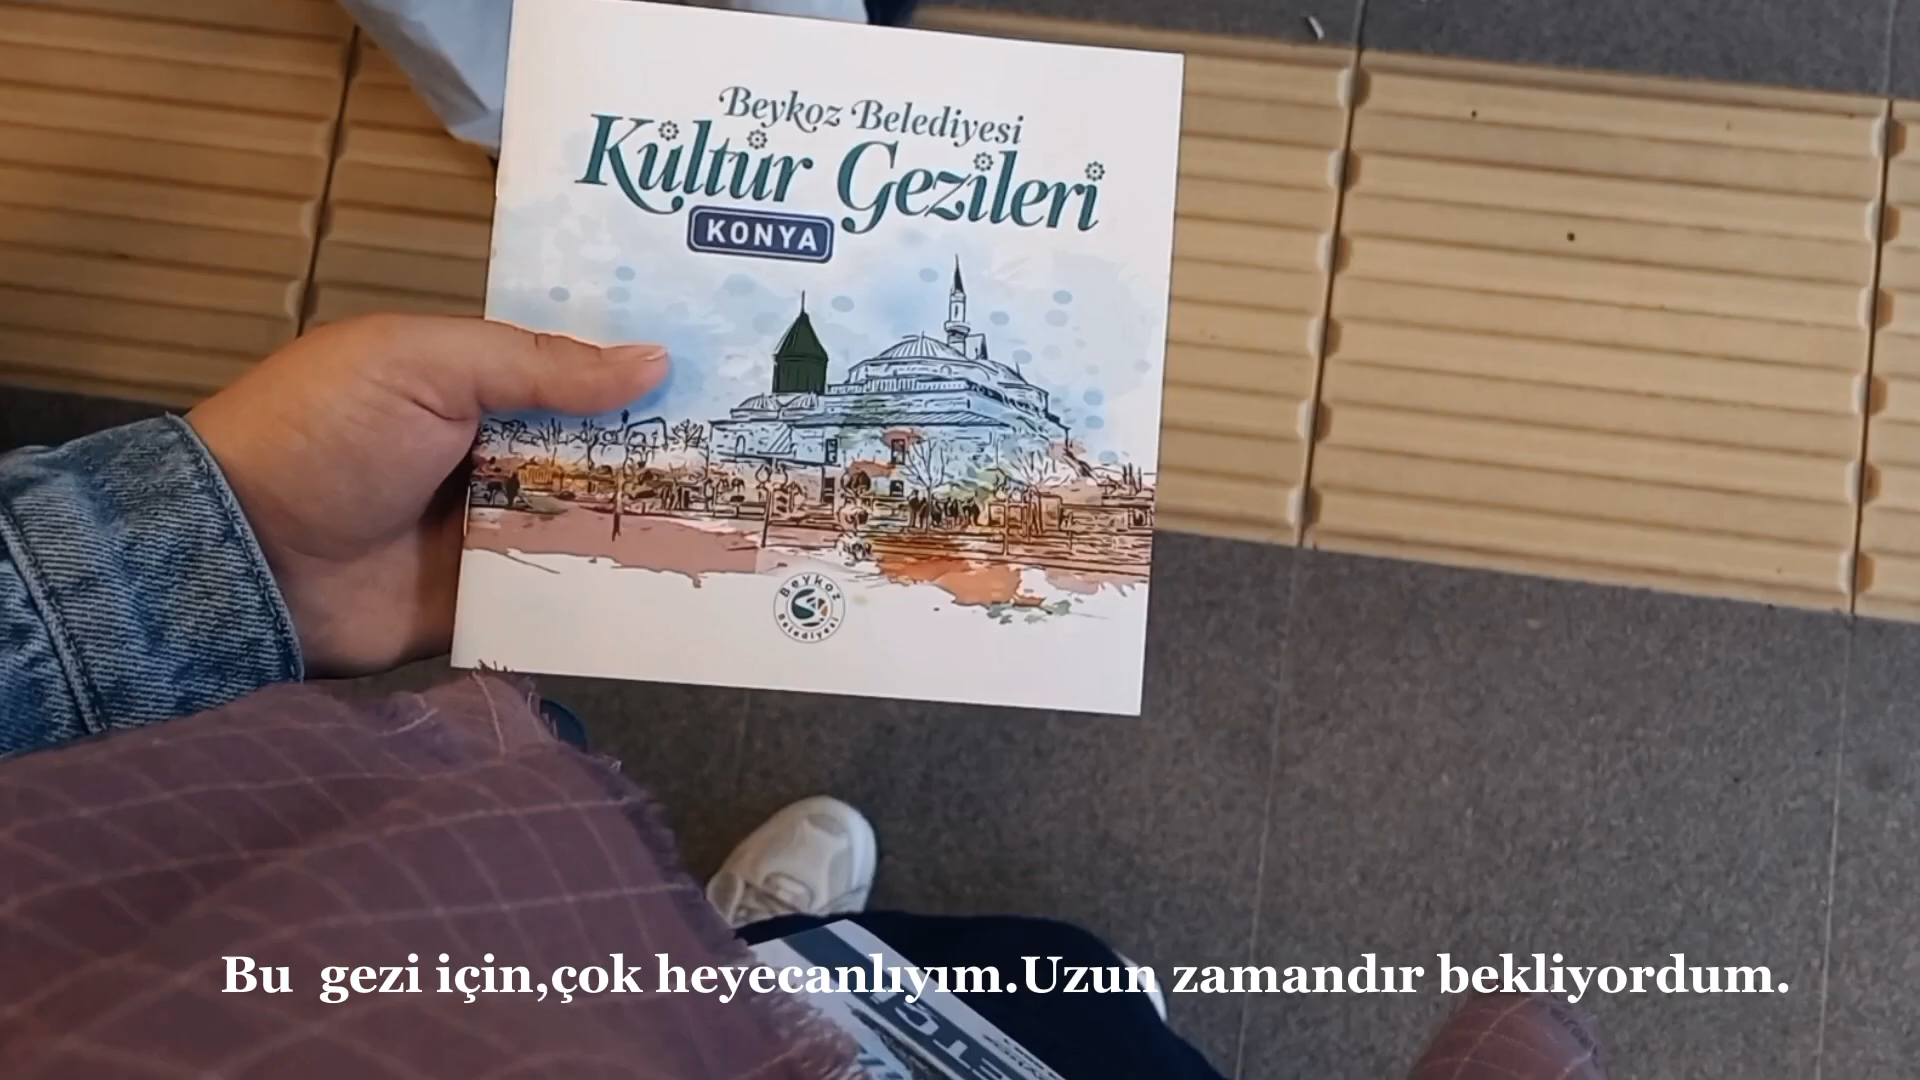 Beykoz Belediyesi
Kültür Gezileri
KONYA
Beykoz
Belediyesi
Bu  gezi için,çok heyecanlıyım.Uzun zamandır bekliyordum.